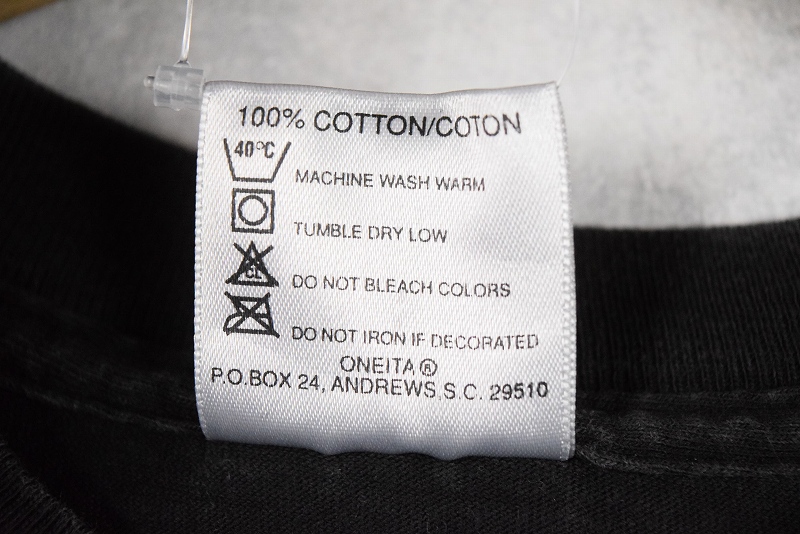 100% COTTON/COTON
40°C
MACHINE WASH WARM
TUMBLE DRY LOW
CL
DO NOT BLEACH COLORS
DO NOT IRON IF DECORATED
ONEITA®
P.O.BOX 24, ANDREWS,S.C. 29510